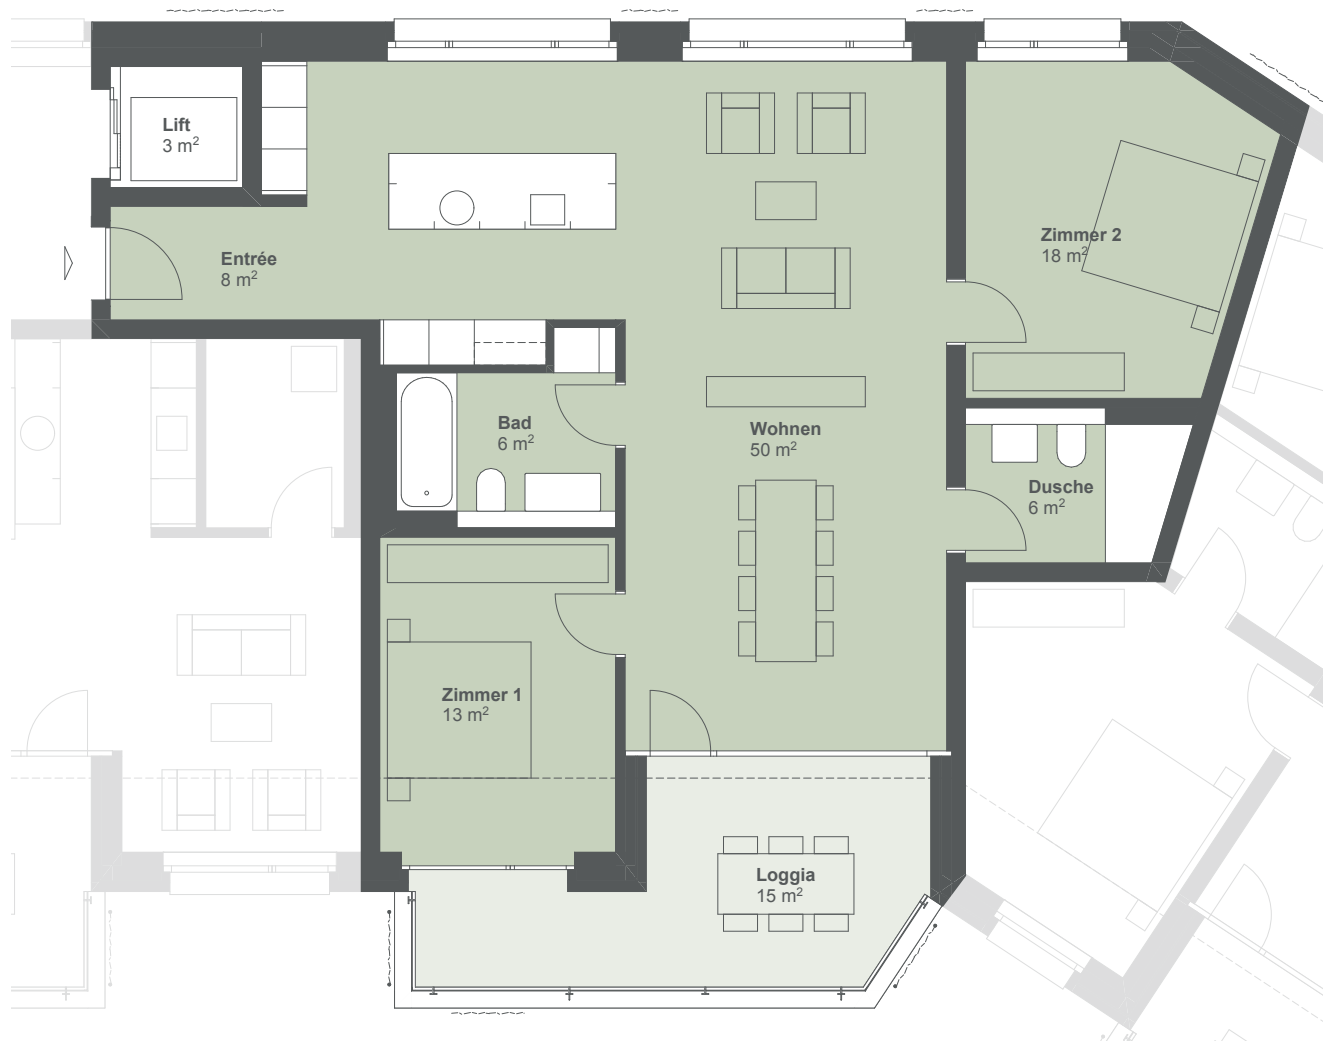 Lift
3 m²
Entrée
8 m²
Zimmer 2
18 m²
Bad
6 m²
Wohnen
50 m²
Dusche
6 m²
Zimmer 1
13 m²
Loggia
15 m²